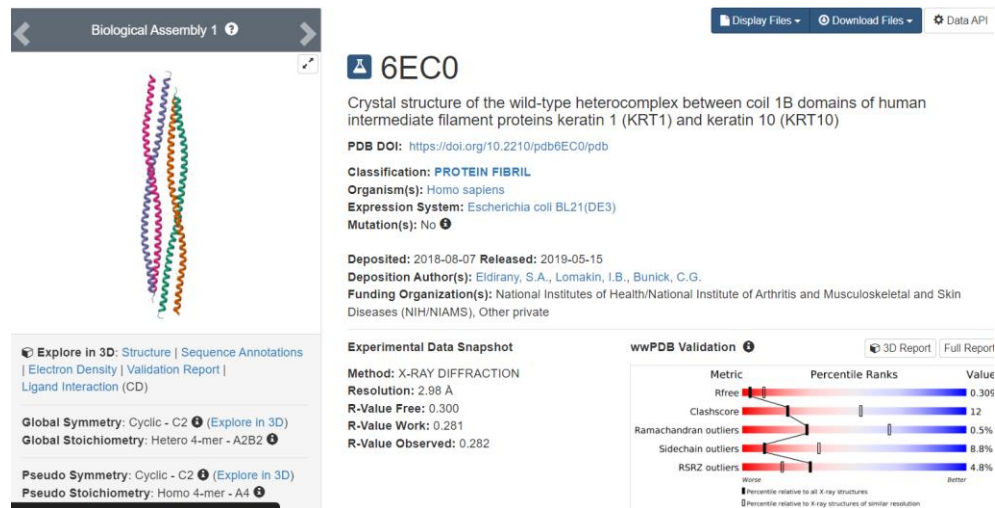 Biological Assembly 1
Display Files
Download Files
Data API
6EC0
Crystal structure of the wild-type heterocomplex between coil 1B domains of human
intermediate filament proteins keratin 1 (KRT1) and keratin 10 (KRT10)
PDB DOI: https://doi.org/10.2210/pdb6EC0/pdb
Classification: PROTEIN FIBRIL
Organism(s): Homo sapiens
Expression System: Escherichia coli BL21(DE3)
Mutation(s): No
Deposited: 2018-08-07 Released: 2019-05-15
Deposition Author(s): Eldirany, S.A., Lomakin, I.B., Bunick, C.G.
Funding Organization(s): National Institutes of Health/National Institute of Arthritis and Musculoskeletal and Skin
Diseases (NIH/NIAMS), Other private
Explore in 3D: Structure | Sequence Annotations
| Electron Density | Validation Report |
Ligand Interaction (CD)
Global Symmetry: Cyclic - C2 (Explore in 3D)
Global Stoichiometry: Hetero 4-mer - A2B2
Pseudo Symmetry: Cyclic - C2 (Explore in 3D)
Pseudo Stoichiometry: Homo 4-mer - A4
Experimental Data Snapshot
Method: X-RAY DIFFRACTION
Resolution: 2.98 Å
R-Value Free: 0.300
R-Value Work: 0.281
R-Value Observed: 0.282
wwPDB Validation
3D Report
Full Report
Metric Percentile Ranks Value
Rfree 0.309
Clashscore 12
Ramachandran outliers 0.5%
Sidechain outliers 8.8%
RSRZ outliers 4.8%
Worse Better
Percentile relative to all X-ray structures
Percentile relative to X-ray structures of similar resolution